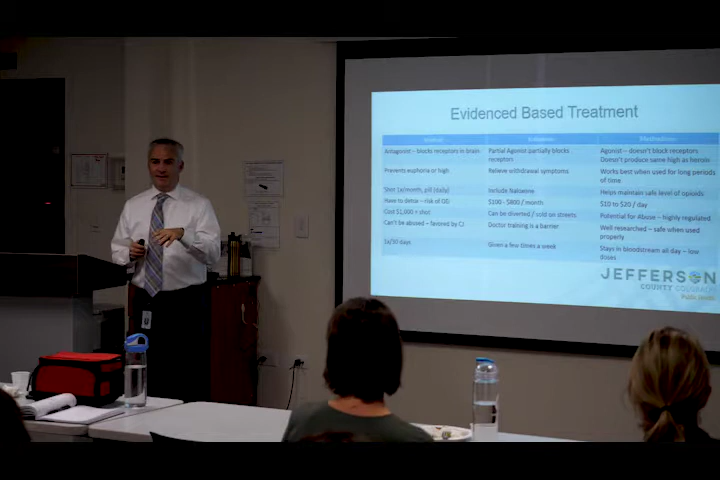 Evidenced Based Treatment
Methadone
Antagonist – blocks receptors in brain
Partial Agonist partially blocks receptors
Agonist – doesn't block receptors
Doesn't produce same high as heroin
Prevents euphoria or high
Relieve withdrawal symptoms
Works best when used for long periods of time
Shot (1x/month, pill (daily)
Include Naloxone
Helps maintain safe level of opioids
Have to detox – risk of OD
$100 - $800 / month
$10 to $20 / day
Cost $1,000 + shot
Can be diverted / sold on streets
Potential for Abuse – highly regulated
Can't be abused – favored by CJ
Doctor training is a barrier
Well researched – safe when used properly
1x/30 days
Given a few times a week
Stays in bloodstream all day – low doses
JEFFERSON
COUNTY COLORADO
Public Health